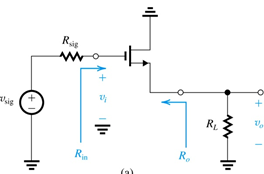 R_sig
+
v_sig
+
−
v_i
−
+
R_L
v_o
−
R_in
R_o
(a)